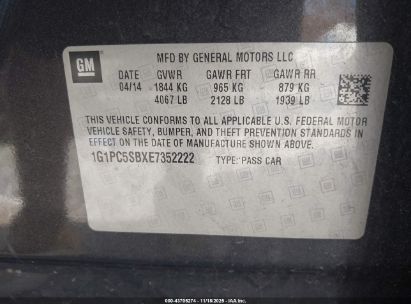 GM
MFD BY GENERAL MOTORS LLC
DATE GVWR GAWR FRT GAWR RR
04/14 1844 KG 965 KG 879 KG
4067 LB 2128 LB 1939 LB
THIS VEHICLE CONFORMS TO ALL APPLICABLE U.S. FEDERAL MOTOR
VEHICLE SAFETY, BUMPER, AND THEFT PREVENTION STANDARDS IN
EFFECT ON THE DATE OF MANUFACTURE SHOWN ABOVE.
1G1PC5SBXE7352222 TYPE: PASS CAR